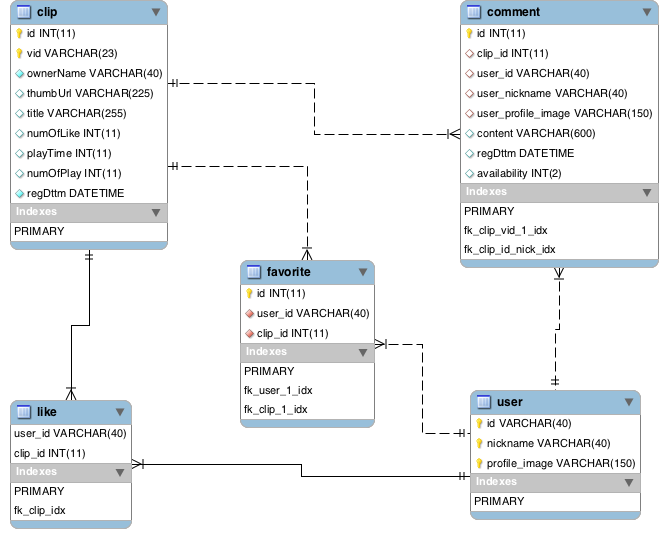 clip
id INT(11)
vid VARCHAR(23)
ownerName VARCHAR(40)
thumbUrl VARCHAR(225)
title VARCHAR(255)
numOfLike INT(11)
playTime INT(11)
numOfPlay INT(11)
regDttm DATETIME
Indexes
PRIMARY
comment
id INT(11)
clip_id INT(11)
user_id VARCHAR(40)
user_nickname VARCHAR(40)
user_profile_image VARCHAR(150)
content VARCHAR(600)
regDttm DATETIME
availability INT(2)
Indexes
PRIMARY
fk_clip_vid_1_idx
fk_clip_id_nick_idx
favorite
id INT(11)
user_id VARCHAR(40)
clip_id INT(11)
Indexes
PRIMARY
fk_user_1_idx
fk_clip_1_idx
like
user_id VARCHAR(40)
clip_id INT(11)
Indexes
PRIMARY
fk_clip_idx
user
id VARCHAR(40)
nickname VARCHAR(40)
profile_image VARCHAR(150)
Indexes
PRIMARY